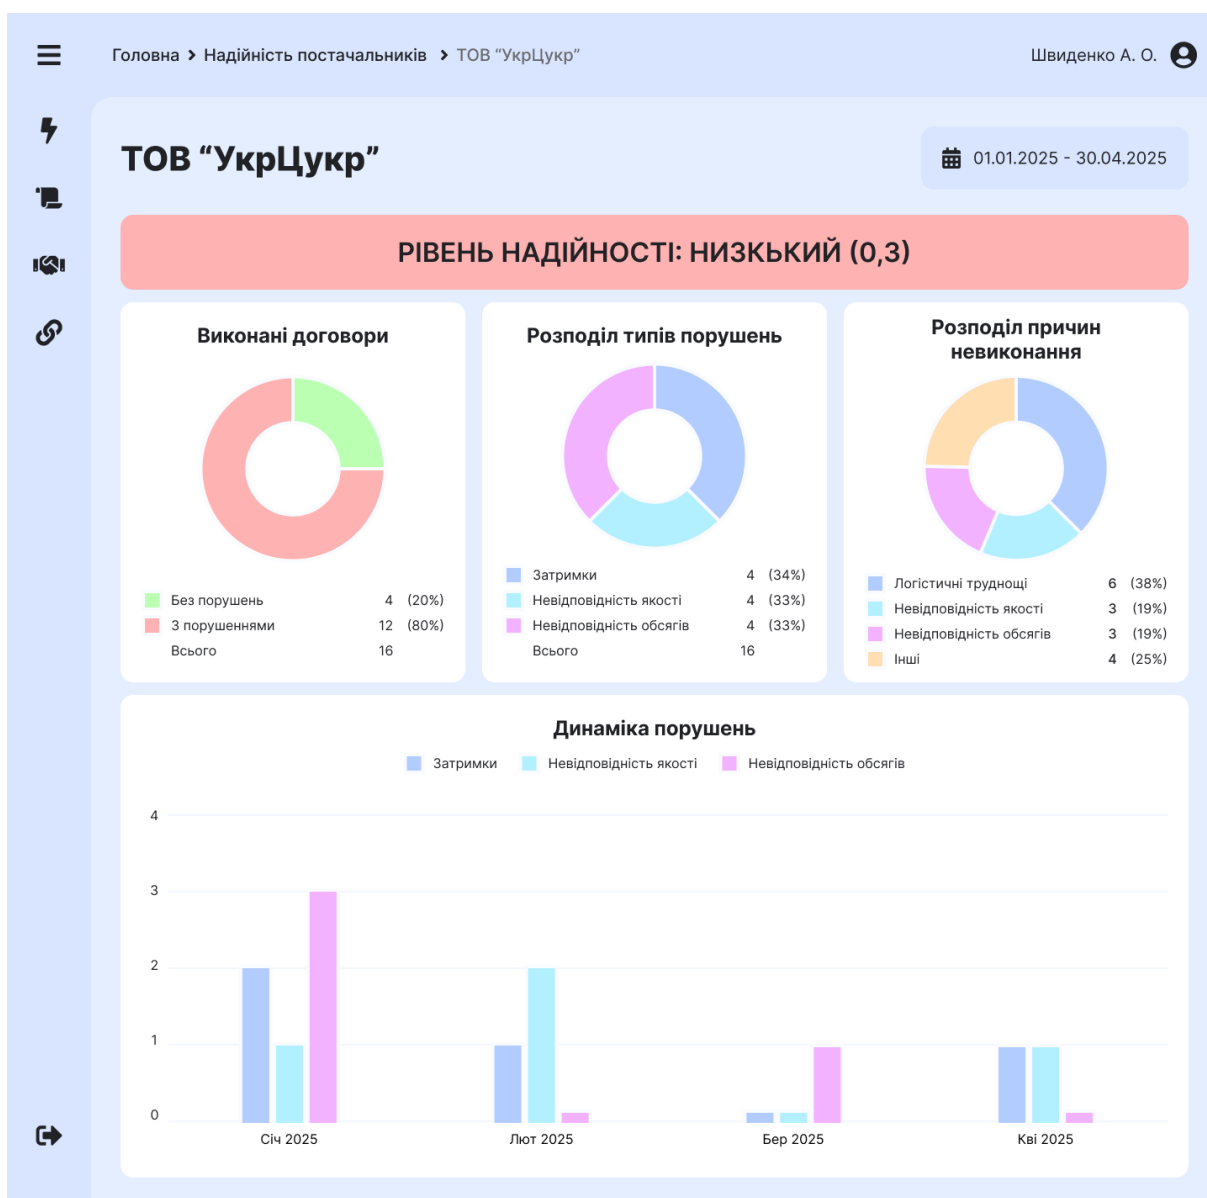 Головна > Надійність постачальників > ТОВ “УкрЦукр”
Швиденко А. О.
ТОВ “УкрЦукр”
01.01.2025 - 30.04.2025
РІВЕНЬ НАДІЙНОСТІ: НИЗКЬКИЙ (0,3)
Виконані договори
Без порушень 4 (20%)
З порушеннями 12 (80%)
Всього 16
Розподіл типів порушень
Затримки 4 (34%)
Невідповідність якості 4 (33%)
Невідповідність обсягів 4 (33%)
Всього 16
Розподіл причин
невиконання
Логістичні труднощі 6 (38%)
Невідповідність якості 3 (19%)
Невідповідність обсягів 3 (19%)
Інші 4 (25%)
Динаміка порушень
Затримки Невідповідність якості Невідповідність обсягів
4
3
2
1
0
Січ 2025 Лют 2025 Бер 2025 Кві 2025